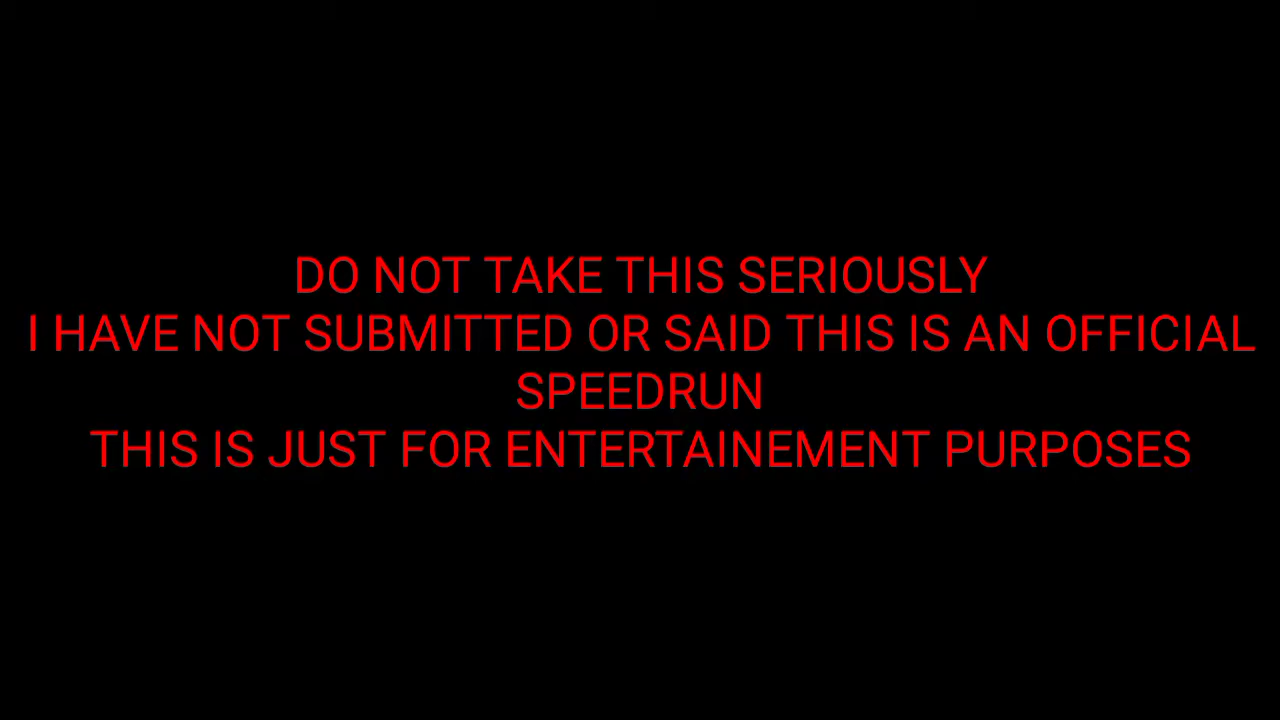 DO NOT TAKE THIS SERIOUSLY
I HAVE NOT SUBMITTED OR SAID THIS IS AN OFFICIAL
SPEEDRUN
THIS IS JUST FOR ENTERTAINEMENT PURPOSES